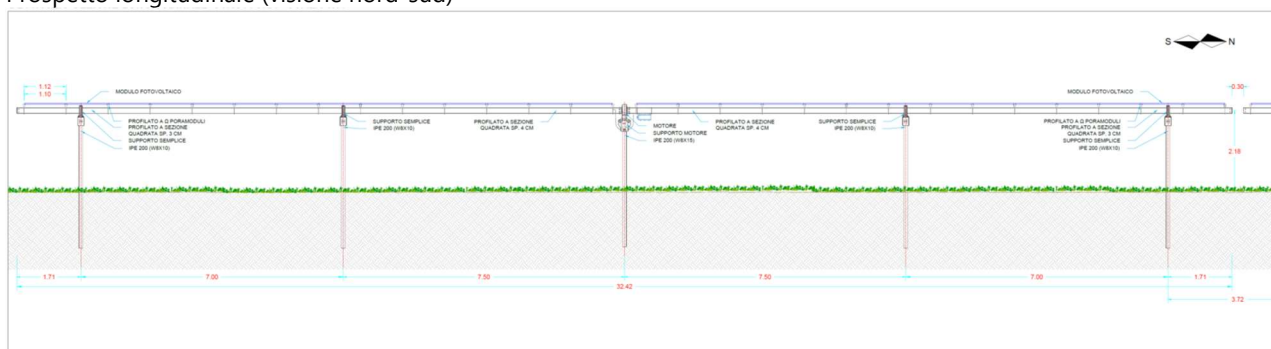 Prospetto longitudinale (visione nord-sud)
S N
1.12
1.10
MODULO FOTOVOLTAICO
MODULO FOTOVOLTAICO
0.30
PROFILATO A Ω PORAMODULI
PROFILATO A SEZIONE
QUADRATA SP. 3 CM
SUPPORTO SEMPLICE
IPE 200 (W8X10)
SUPPORTO SEMPLICE
IPE 200 (W8X10)
PROFILATO A SEZIONE
QUADRATA SP. 4 CM
MOTORE
SUPPORTO MOTORE
IPE 200 (W8X15)
PROFILATO A SEZIONE
QUADRATA SP. 4 CM
SUPPORTO SEMPLICE
IPE 200 (W8X10)
PROFILATO A Ω PORAMODULI
PROFILATO A SEZIONE
QUADRATA SP. 3 CM
SUPPORTO SEMPLICE
IPE 200 (W8X10)
2.18
1.71 7.00 7.50 7.50 7.00 1.71
32.42
3.72